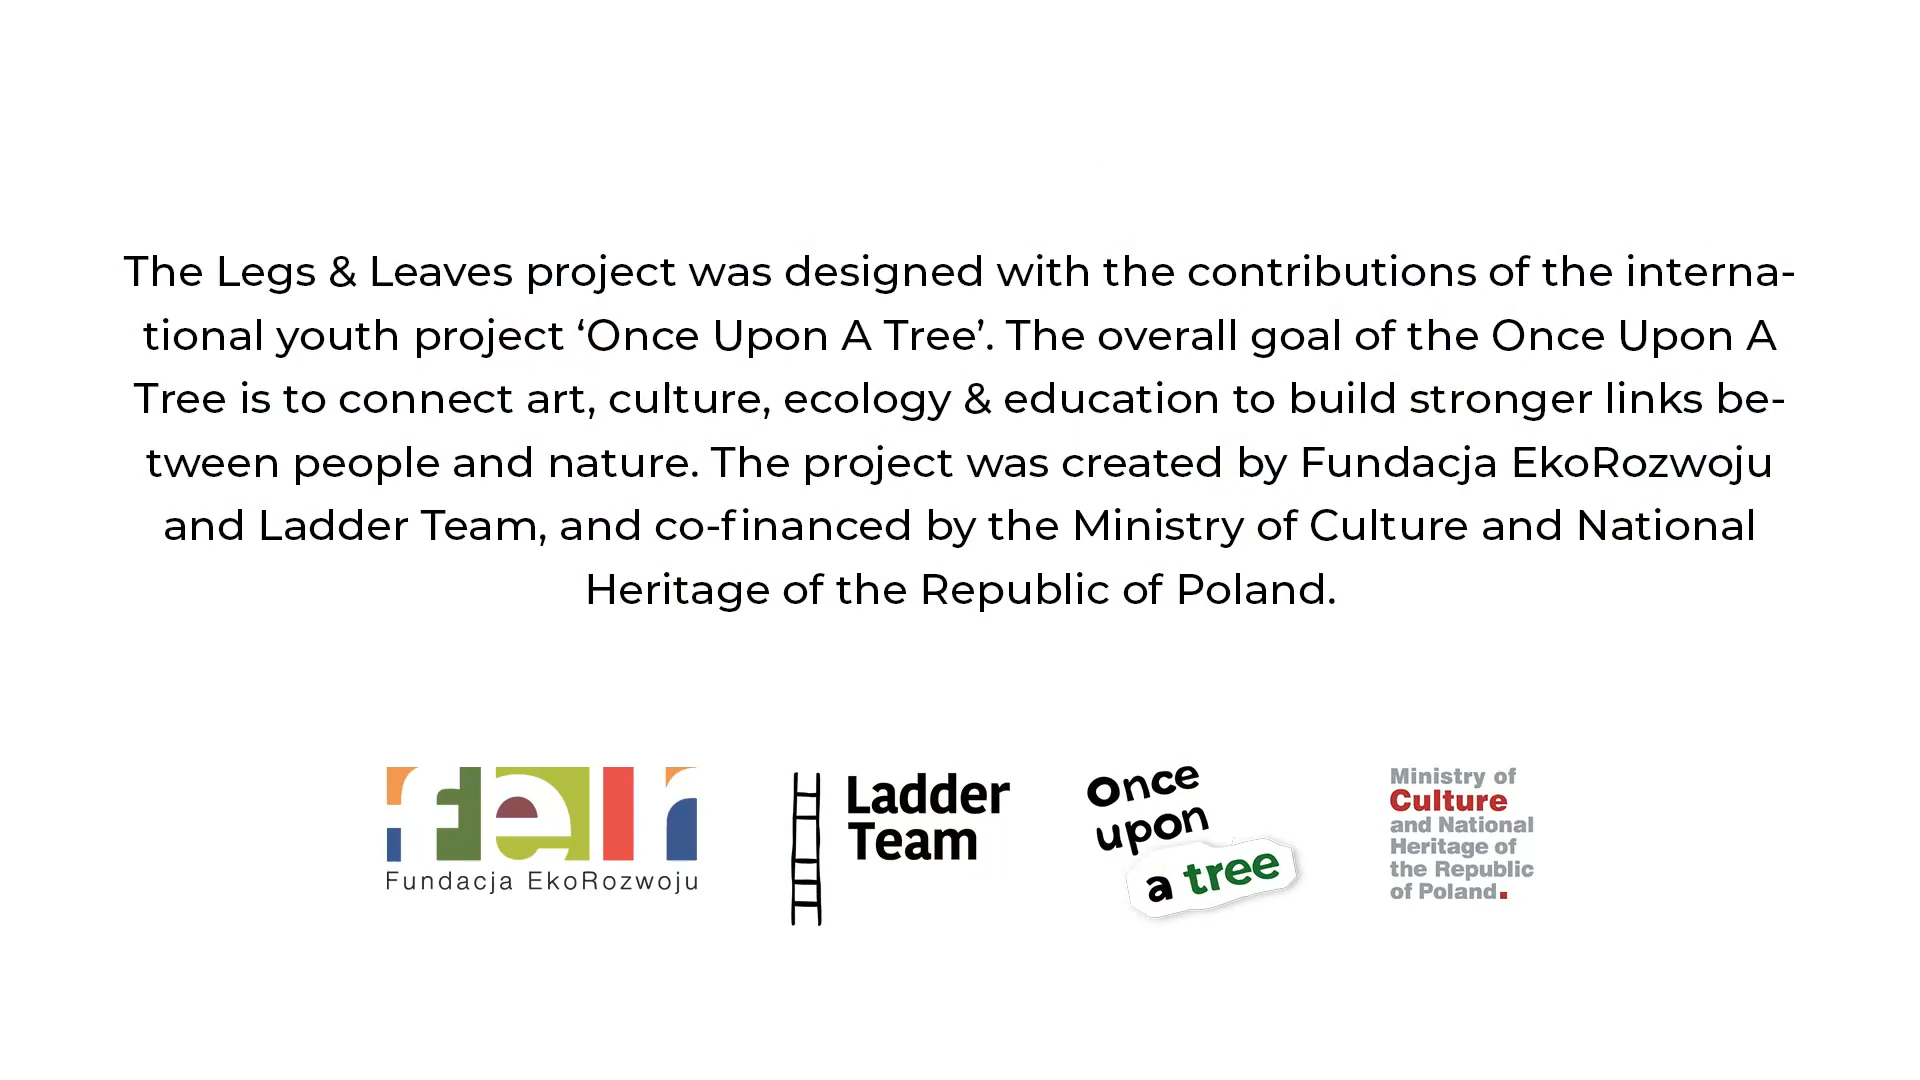 The Legs & Leaves project was designed with the contributions of the interna-
tional youth project ‘Once Upon A Tree’. The overall goal of the Once Upon A
Tree is to connect art, culture, ecology & education to build stronger links be-
tween people and nature. The project was created by Fundacja EkoRozwoju
and Ladder Team, and co-financed by the Ministry of Culture and National
Heritage of the Republic of Poland.
feR
Fundacja EkoRozwoju
Ladder
Team
Once
upon
a tree
Ministry of
Culture
and National
Heritage of
the Republic
of Poland.